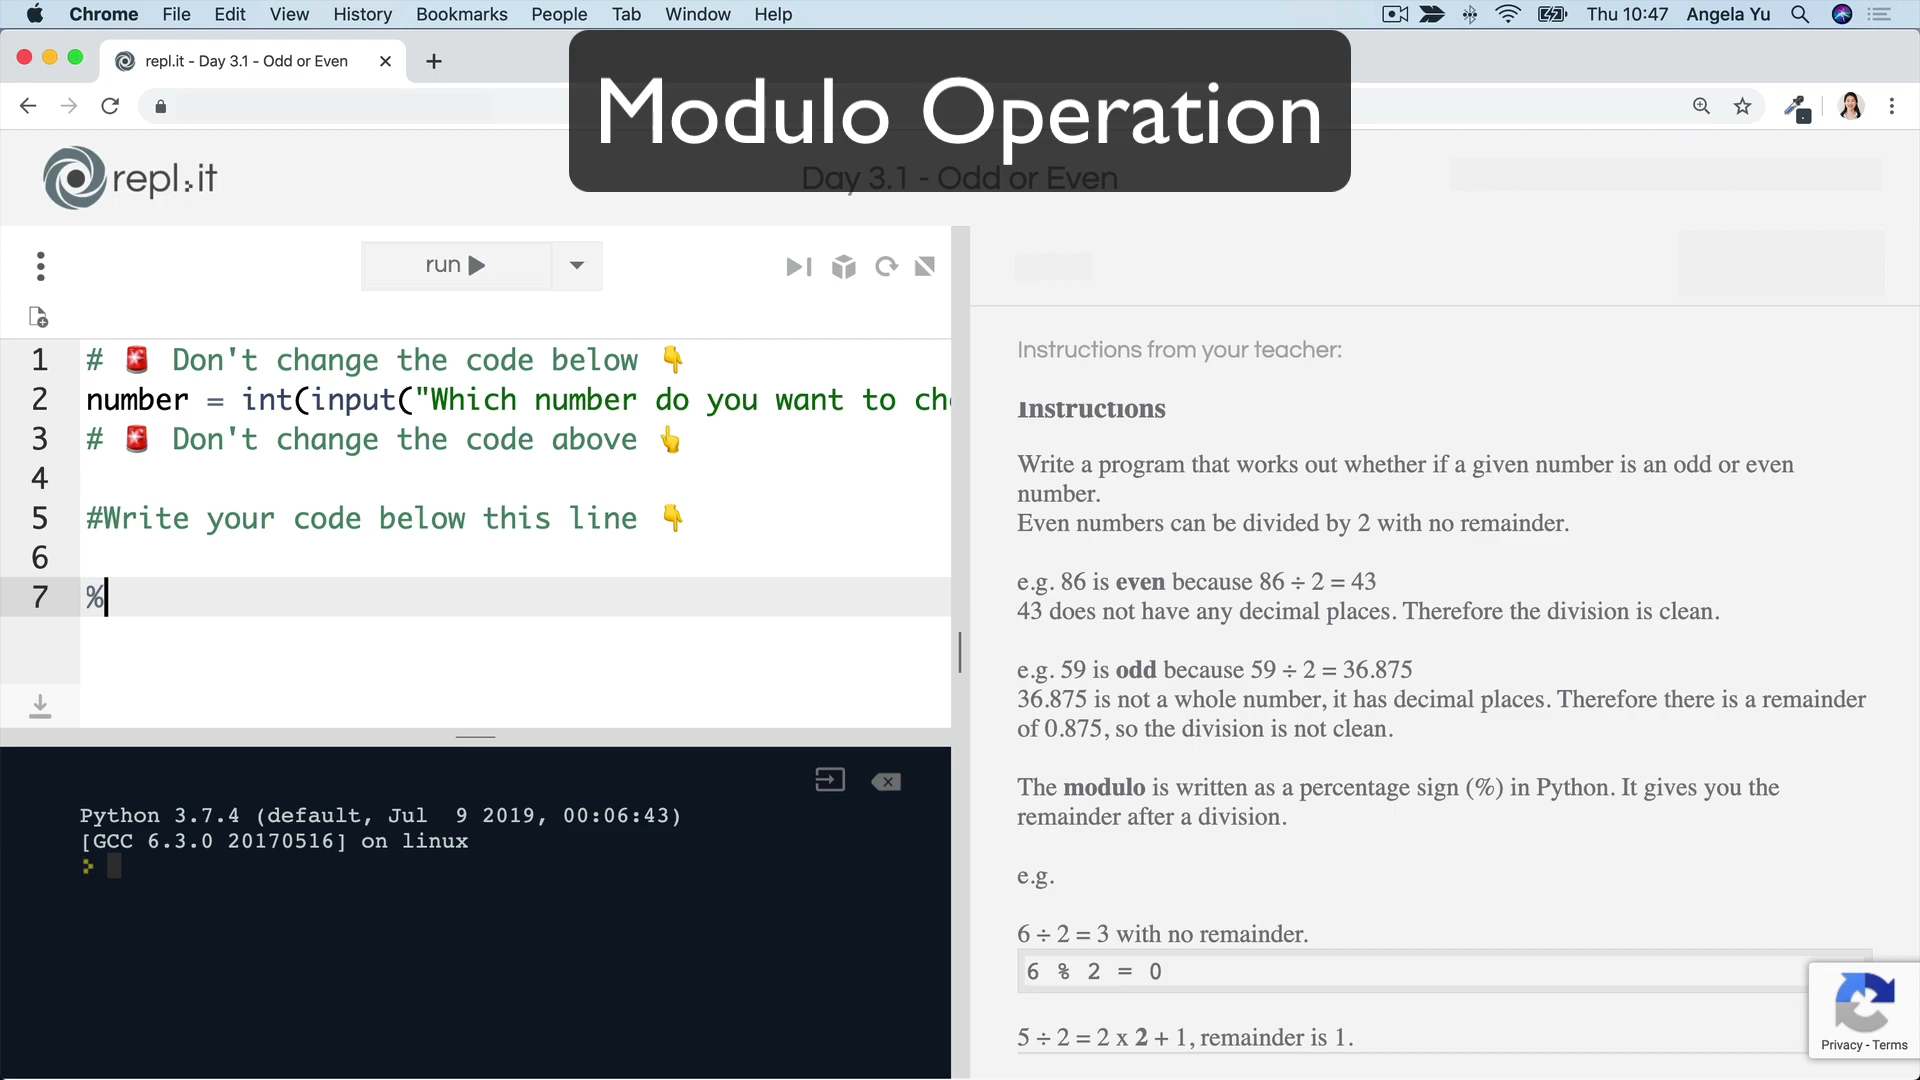 Chrome File Edit View History Bookmarks People Tab Window Help Thu 10:47 Angela Yu
repl.it - Day 3.1 - Odd or Even
Modulo Operation
repl.it
Day 3.1 - Odd or Even
run
1 # 🚨 Don't change the code below 👇
2 number = int(input("Which number do you want to ch
3 # 🚨 Don't change the code above 👆
4
5 #Write your code below this line 👇
6
7 %
Python 3.7.4 (default, Jul 9 2019, 00:06:43)
[GCC 6.3.0 20170516] on linux
Instructions from your teacher:
Instructions
Write a program that works out whether if a given number is an odd or even
number.
Even numbers can be divided by 2 with no remainder.
e.g. 86 is even because 86 ÷ 2 = 43
43 does not have any decimal places. Therefore the division is clean.
e.g. 59 is odd because 59 ÷ 2 = 36.875
36.875 is not a whole number, it has decimal places. Therefore there is a remainder
of 0.875, so the division is not clean.
The modulo is written as a percentage sign (%) in Python. It gives you the
remainder after a division.
e.g.
6 ÷ 2 = 3 with no remainder.
6 % 2 = 0
5 ÷ 2 = 2 x 2 + 1, remainder is 1.
Privacy - Terms